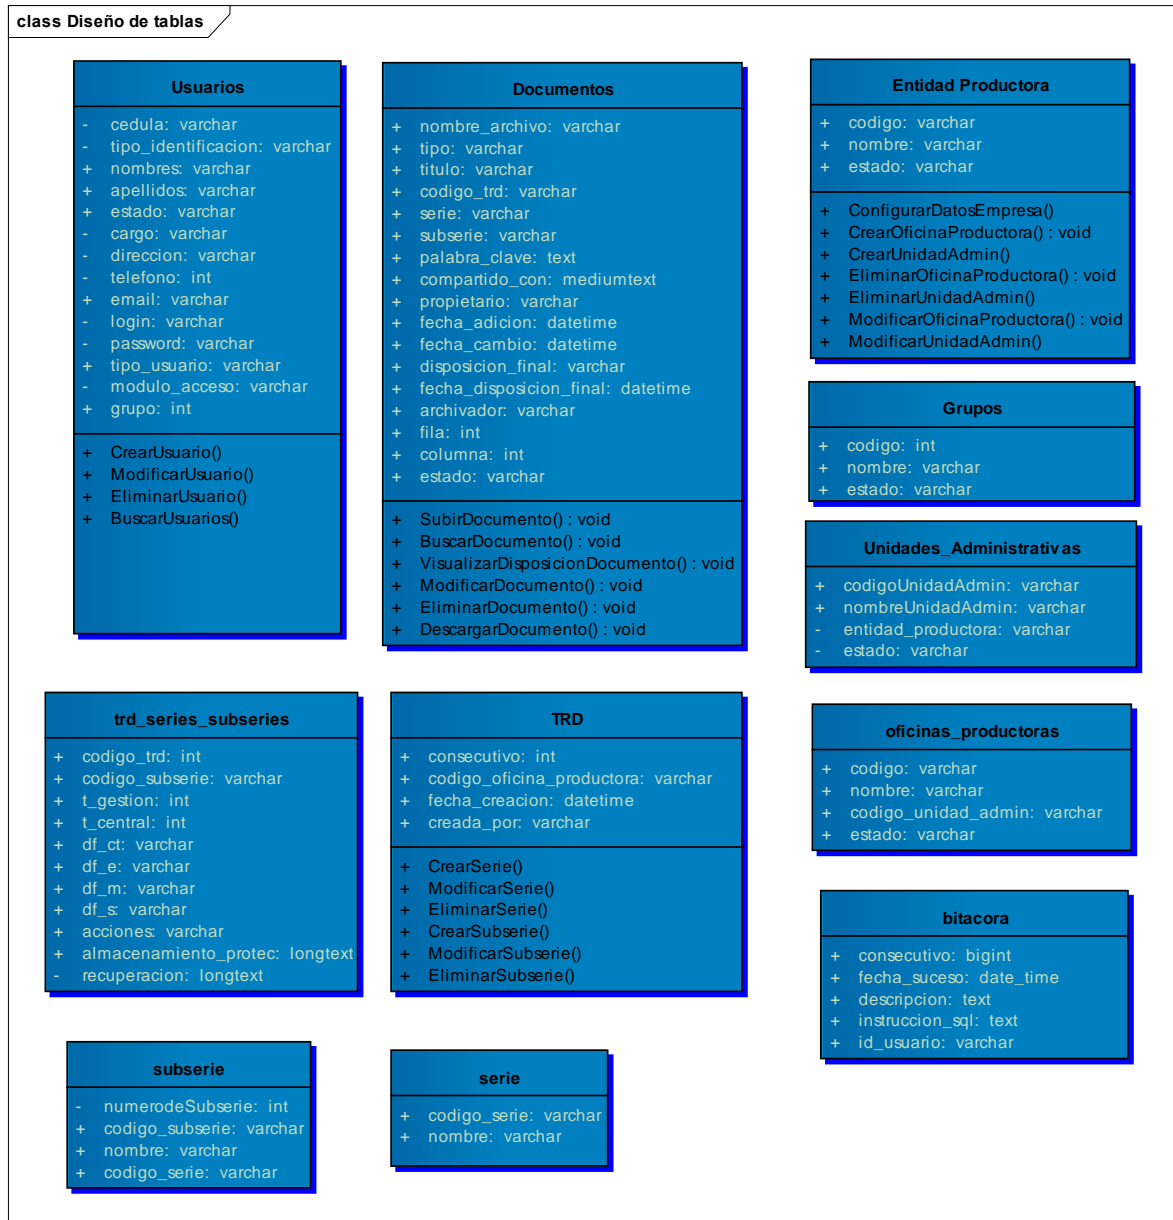 class Diseño de tablas
Usuarios
- cedula: varchar
- tipo_identificacion: varchar
+ nombres: varchar
+ apellidos: varchar
+ estado: varchar
- cargo: varchar
- direccion: varchar
- telefono: int
+ email: varchar
- login: varchar
- password: varchar
+ tipo_usuario: varchar
- modulo_acceso: varchar
+ grupo: int
+ CrearUsuario()
+ ModificarUsuario()
+ EliminarUsuario()
+ BuscarUsuarios()
Documentos
+ nombre_archivo: varchar
+ tipo: varchar
+ titulo: varchar
+ codigo_trd: varchar
+ serie: varchar
+ subserie: varchar
+ palabra_clave: text
+ compartido_con: mediumtext
+ propietario: varchar
+ fecha_adicion: datetime
+ fecha_cambio: datetime
+ disposicion_final: varchar
+ fecha_disposicion_final: datetime
+ archivador: varchar
+ fila: int
+ columna: int
+ estado: varchar
+ SubirDocumento() : void
+ BuscarDocumento() : void
+ VisualizarDisposicionDocumento() : void
+ ModificarDocumento() : void
+ EliminarDocumento() : void
+ DescargarDocumento() : void
Entidad Productora
+ codigo: varchar
+ nombre: varchar
+ estado: varchar
+ ConfigurarDatosEmpresa()
+ CrearOficinaProductora() : void
+ CrearUnidadAdmin()
+ EliminarOficinaProductora() : void
+ EliminarUnidadAdmin()
+ ModificarOficinaProductora() : void
+ ModificarUnidadAdmin()
Grupos
+ codigo: int
+ nombre: varchar
+ estado: varchar
Unidades_Administrativas
+ codigoUnidadAdmin: varchar
+ nombreUnidadAdmin: varchar
- entidad_productora: varchar
- estado: varchar
trd_series_subseries
+ codigo_trd: int
+ codigo_subserie: varchar
+ t_gestion: int
+ t_central: int
+ df_ct: varchar
+ df_e: varchar
+ df_m: varchar
+ df_s: varchar
+ acciones: varchar
+ almacenamiento_protec: longtext
- recuperacion: longtext
TRD
+ consecutivo: int
+ codigo_oficina_productora: varchar
+ fecha_creacion: datetime
+ creada_por: varchar
+ CrearSerie()
+ ModificarSerie()
+ EliminarSerie()
+ CrearSubserie()
+ ModificarSubserie()
+ EliminarSubserie()
oficinas_productoras
+ codigo: varchar
+ nombre: varchar
+ codigo_unidad_admin: varchar
+ estado: varchar
bitacora
+ consecutivo: bigint
+ fecha_suceso: date_time
+ descripcion: text
+ instruccion_sql: text
+ id_usuario: varchar
subserie
- numerodeSubserie: int
+ codigo_subserie: varchar
+ nombre: varchar
+ codigo_serie: varchar
serie
+ codigo_serie: varchar
+ nombre: varchar